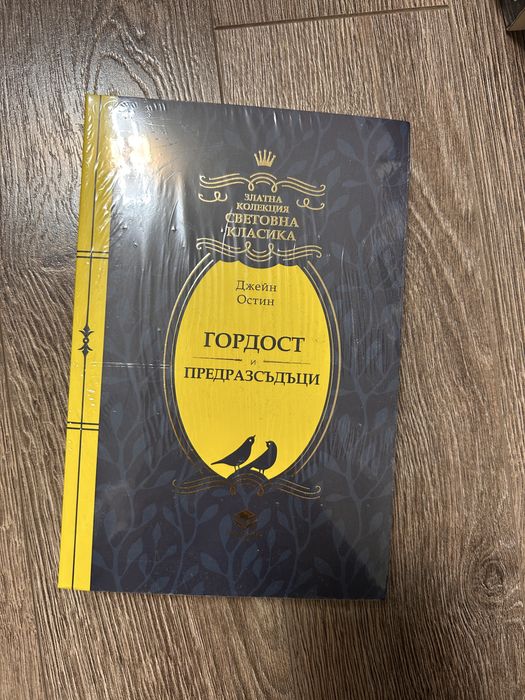 ЗЛАТНА
КОЛЕКЦИЯ
СВЕТОВНА
КЛАСИКА
Джейн
Остин
ГОРДОСТ
и
ПРЕДРАЗСЪДЪЦИ